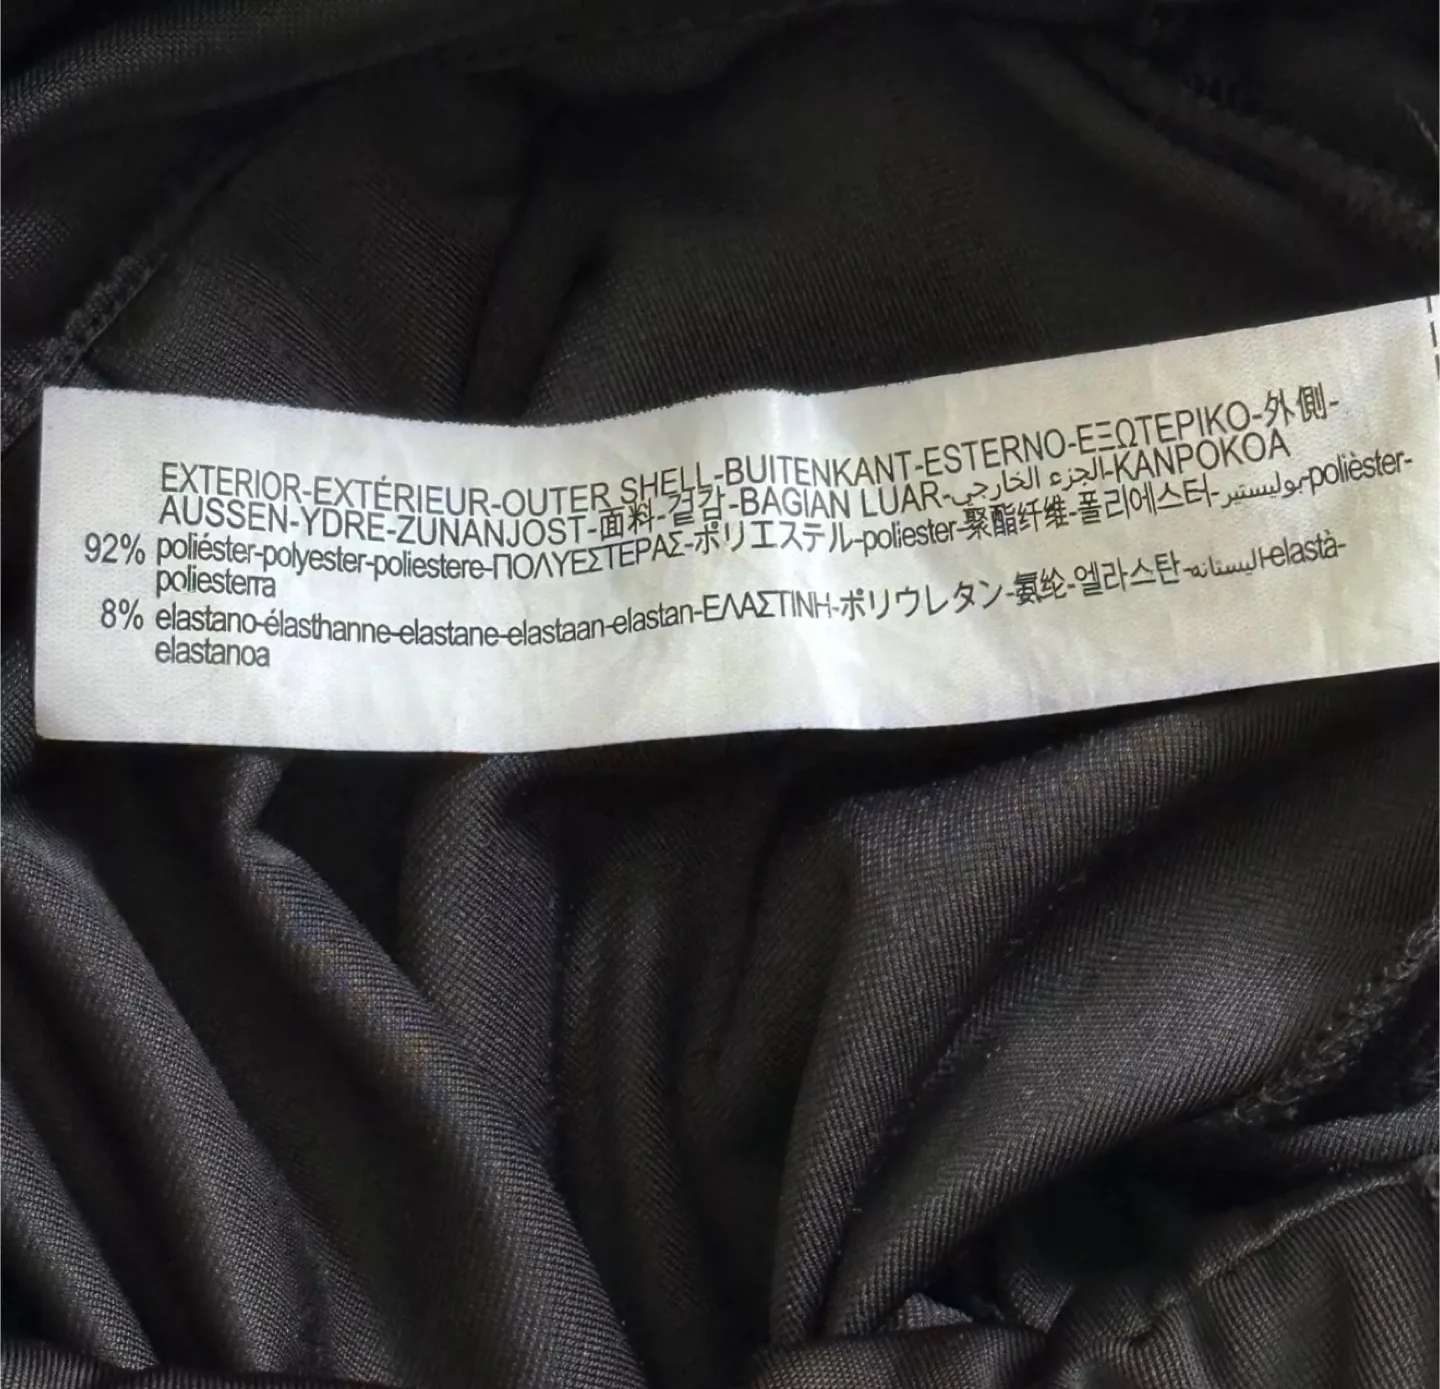 EXTERIOR-EXTÉRIEUR-OUTER SHELL-BUITENKANT-ESTERNO-ΕΞΩΤΕΡΙΚΟ-外側-
AUSSEN-YDRE-ZUNANJOST-面料-겉감-BAGIAN LUAR-الجزء الخارجي-KANPOKOA
92% poliéster-polyester-poliestere-ΠΟΛΥΕΣΤΕΡΑΣ-ポリエステル-poliester-聚酯纤维-폴리에스터-بوليستير-polièster-
poliesterra
8% elastano-élasthanne-elastane-elastaan-elastan-ΕΛΑΣΤΙΝΗ-ポリウレタン-氨纶-엘라스탄-اليستانه-elastà-
elastanoa